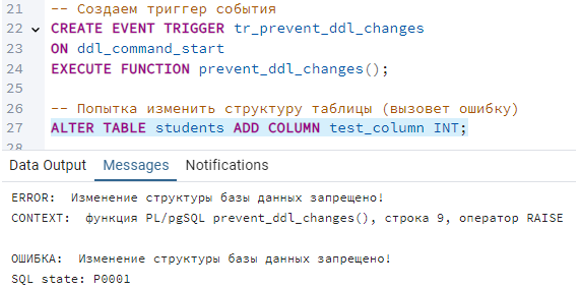 21 -- Создаем триггер события
22 CREATE EVENT TRIGGER tr_prevent_ddl_changes
23 ON ddl_command_start
24 EXECUTE FUNCTION prevent_ddl_changes();
25
26 -- Попытка изменить структуру таблицы (вызовет ошибку)
27 ALTER TABLE students ADD COLUMN test_column INT;
28
Data Output Messages Notifications
ERROR:  Изменение структуры базы данных запрещено!
CONTEXT:  функция PL/pgSQL prevent_ddl_changes(), строка 9, оператор RAISE
ОШИБКА:  Изменение структуры базы данных запрещено!
SQL state: P0001